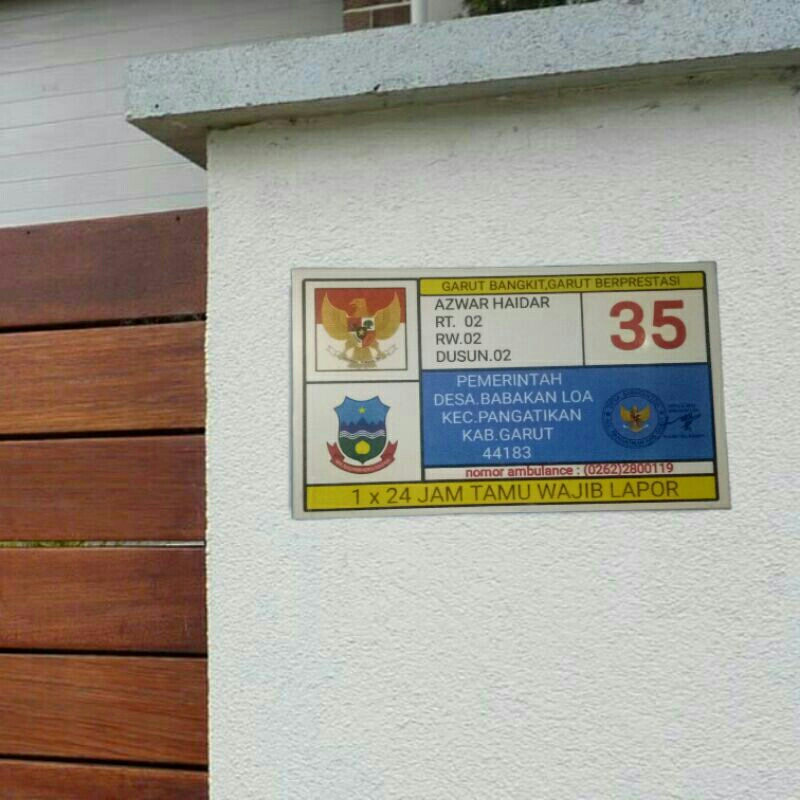 GARUT BANGKIT,GARUT BERPRESTASI
AZWAR HAIDAR
RT. 02
RW.02
DUSUN.02
35
PEMERINTAH
DESA.BABAKAN LOA
KEC.PANGATIKAN
KAB.GARUT
44183
nomor ambulance : (0262)2800119
1 x 24 JAM TAMU WAJIB LAPOR